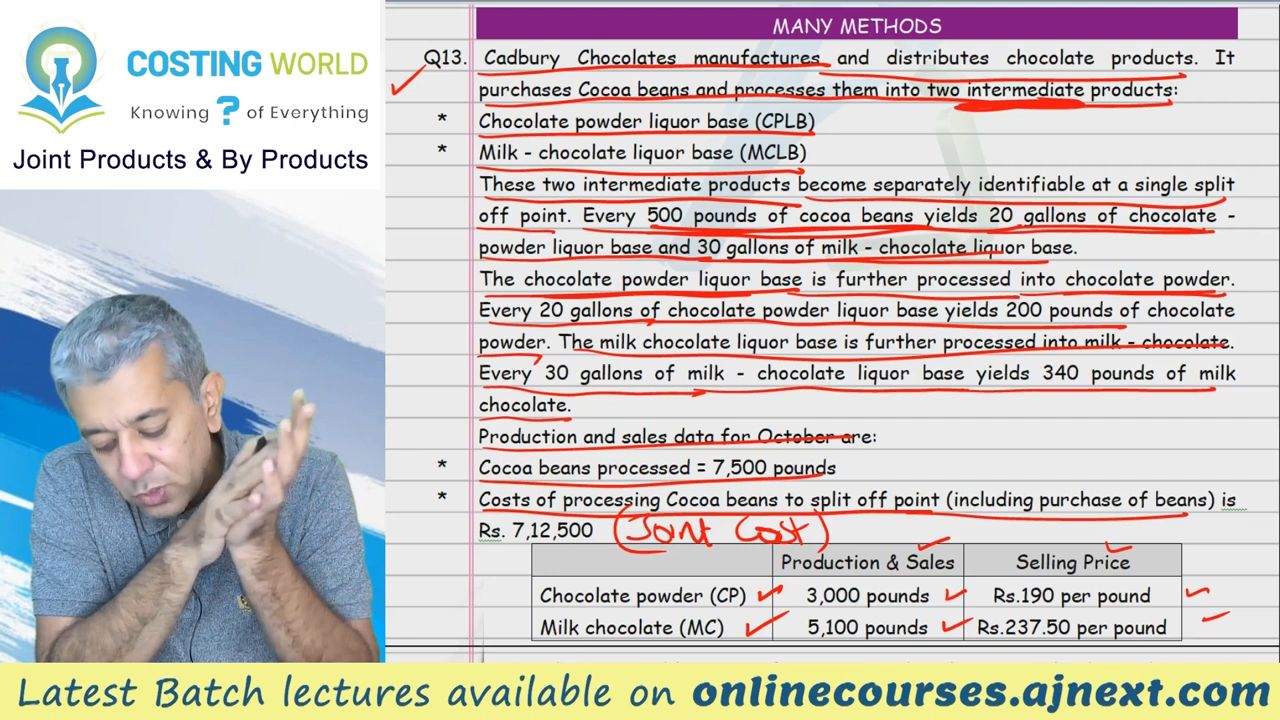 COSTING WORLD
Knowing ? of Everything
Joint Products & By Products
MANY METHODS
Q13. Cadbury Chocolates manufactures and distributes chocolate products. It
purchases Cocoa beans and processes them into two intermediate products:
* Chocolate powder liquor base (CPLB)
* Milk - chocolate liquor base (MCLB)
These two intermediate products become separately identifiable at a single split
off point. Every 500 pounds of cocoa beans yields 20 gallons of chocolate -
powder liquor base and 30 gallons of milk - chocolate liquor base.
The chocolate powder liquor base is further processed into chocolate powder.
Every 20 gallons of chocolate powder liquor base yields 200 pounds of chocolate
powder. The milk chocolate liquor base is further processed into milk - chocolate.
Every 30 gallons of milk - chocolate liquor base yields 340 pounds of milk
chocolate.
Production and sales data for October are:
* Cocoa beans processed = 7,500 pounds
* Costs of processing Cocoa beans to split off point (including purchase of beans) is
Rs. 7,12,500 (Joint Cost)
Production & Sales Selling Price
Chocolate powder (CP) 3,000 pounds Rs.190 per pound
Milk chocolate (MC) 5,100 pounds Rs.237.50 per pound
Latest Batch lectures available on onlinecourses.ajnext.com